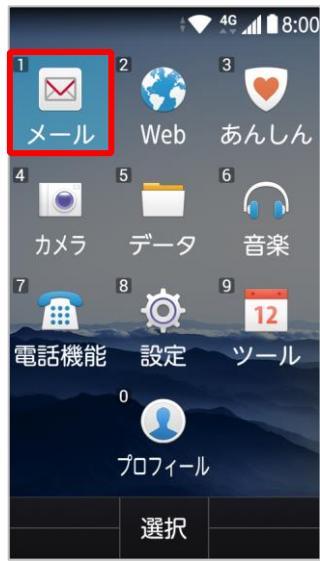 4G 8:00
1 2 3
メール Web あんしん
4 5 6
カメラ データ 音楽
7 8 9
12
電話機能 設定 ツール
0
プロフィール
選択